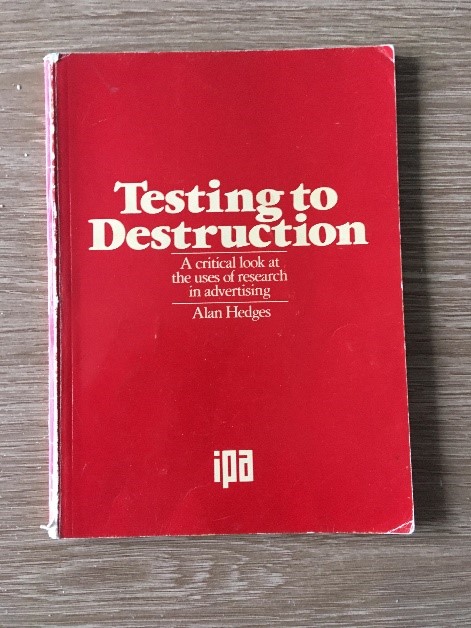 Testing to
Destruction
A critical look at
the uses of research
in advertising
Alan Hedges
ipa